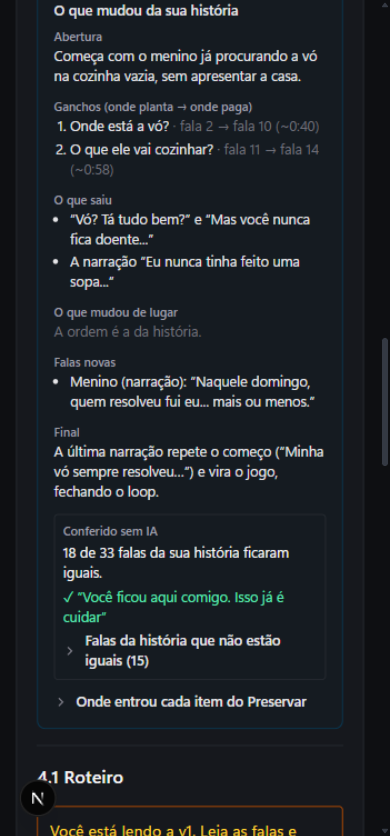 O que mudou da sua história
Abertura
Começa com o menino já procurando a vó
na cozinha vazia, sem apresentar a casa.
Ganchos (onde planta → onde paga)
1. Onde está a vó? · fala 2 → fala 10 (~0:40)
2. O que ele vai cozinhar? · fala 11 → fala 14
(~0:58)
O que saiu
• "Vó? Tá tudo bem?" e "Mas você nunca
fica doente..."
• A narração "Eu nunca tinha feito uma
sopa..."
O que mudou de lugar
A ordem é a da história.
Falas novas
• Menino (narração): "Naquele domingo,
quem resolveu fui eu... mais ou menos."
Final
A última narração repete o começo ("Minha
vó sempre resolveu...") e vira o jogo,
fechando o loop.
Conferido sem IA
18 de 33 falas da sua história ficaram
iguais.
✓ "Você ficou aqui comigo. Isso já é
cuidar"
Falas da história que não estão
iguais (15)
Onde entrou cada item do Preservar
4.1 Roteiro
N
Você está lendo a v1. Leia as falas e